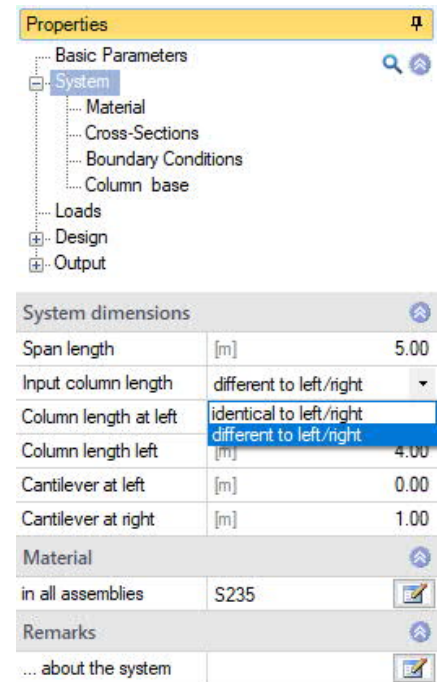 Properties
Basic Parameters
System
Material
Cross-Sections
Boundary Conditions
Column base
Loads
Design
Output
System dimensions
Span length [m] 5.00
Input column length different to left/right
Column length at left identical to left/right
different to left/right
Column length left [m] 4.00
Cantilever at left [m] 0.00
Cantilever at right [m] 1.00
Material
in all assemblies S235
Remarks
... about the system